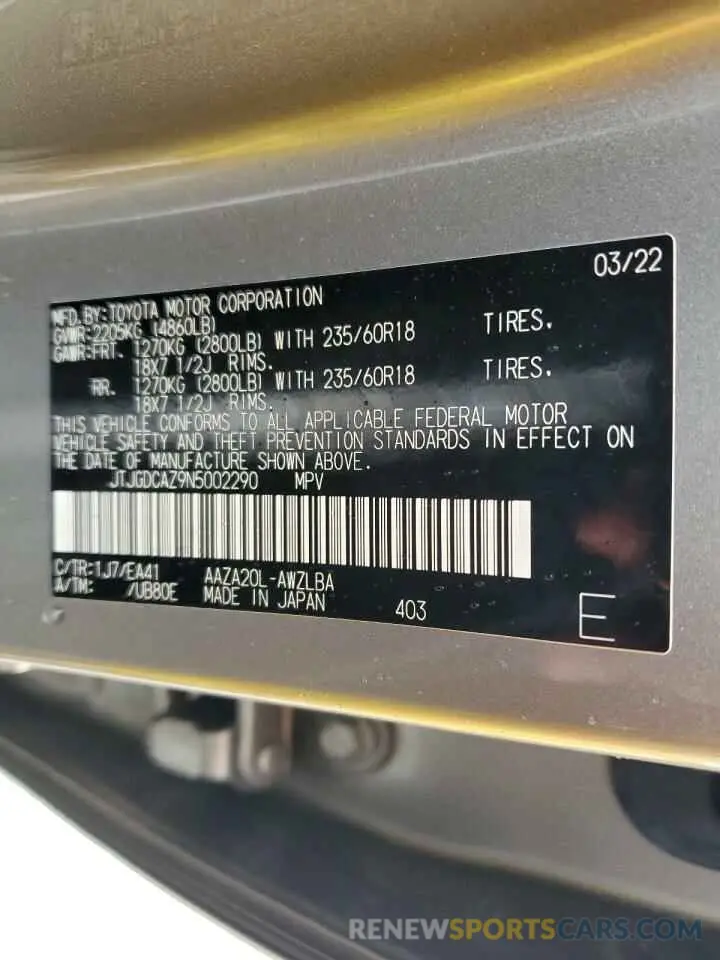 03/22
MFD.BY:TOYOTA MOTOR CORPORATION
GVWR:2205KG (4860LB)
GAWR:FRT. 1270KG (2800LB) WITH 235/60R18 TIRES.
18X7 1/2J RIMS.
RR. 1270KG (2800LB) WITH 235/60R18 TIRES.
18X7 1/2J RIMS.
THIS VEHICLE CONFORMS TO ALL APPLICABLE FEDERAL MOTOR
VEHICLE SAFETY AND THEFT PREVENTION STANDARDS IN EFFECT ON
THE DATE OF MANUFACTURE SHOWN ABOVE.
JTJGDCAZ9N5002290 MPV
C/TR:1J7/EA41 AAZA20L-AWZLBA
A/TM: /UB80E MADE IN JAPAN 403
E
RENEWSPORTSCARS.COM